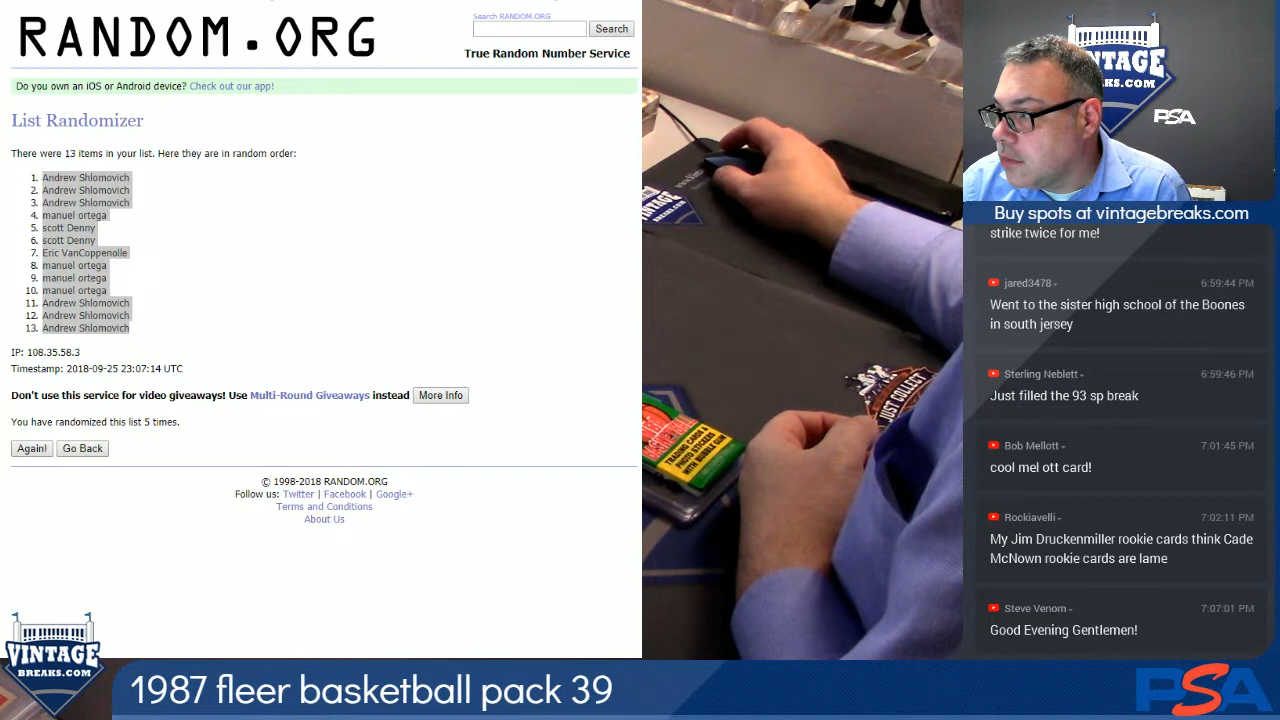 RANDOM.ORG
Search RANDOM.ORG
Search
True Random Number Service
Do you own an iOS or Android device? Check out our app!
List Randomizer
There were 13 items in your list. Here they are in random order:
1. Andrew Shlomovich
2. Andrew Shlomovich
3. Andrew Shlomovich
4. manuel ortega
5. scott Denny
6. scott Denny
7. Eric VanCoppenolle
8. manuel ortega
9. manuel ortega
10. manuel ortega
11. Andrew Shlomovich
12. Andrew Shlomovich
13. Andrew Shlomovich
IP: 108.35.58.3
Timestamp: 2018-09-25 23:07:14 UTC
Don't use this service for video giveaways! Use Multi-Round Giveaways instead
More Info
You have randomized this list 5 times.
Again!
Go Back
© 1998-2018 RANDOM.ORG
Follow us: Twitter | Facebook | Google+
Terms and Conditions
About Us
VINTAGE
BREAKS.COM
1987 fleer basketball pack 39
PSA
VINTAGE
JUST COLLECT
TRADING CARDS &
PHOTO STICKERS
WITH BUBBLE GUM
PSA
Buy spots at vintagebreaks.com
strike twice for me!
jared3478
6:59:44 PM
Went to the sister high school of the Boones
in south jersey
Sterling Neblett
6:59:46 PM
Just filled the 93 sp break
Bob Mellott
7:01:45 PM
cool mel ott card!
Rockiavelli
7:02:11 PM
My Jim Druckenmiller rookie cards think Cade
McNown rookie cards are lame
Steve Venom
7:07:01 PM
Good Evening Gentlemen!